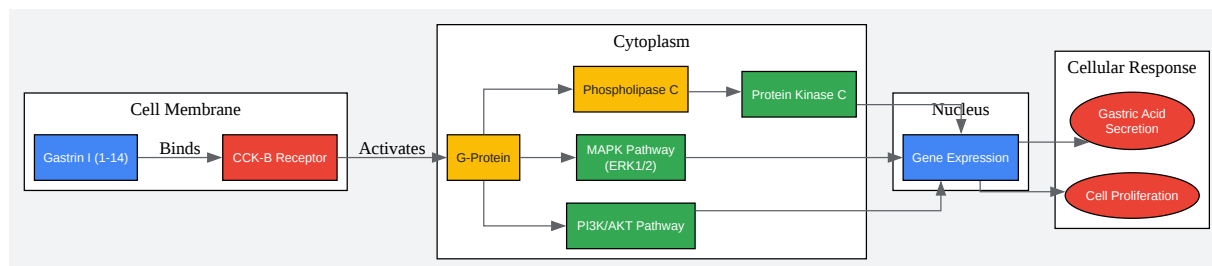 Cell Membrane
Gastrin I (1-14)
Binds
CCK-B Receptor
Activates
Cytoplasm
G-Protein
Phospholipase C
Protein Kinase C
MAPK Pathway
(ERK1/2)
PI3K/AKT Pathway
Nucleus
Gene Expression
Cellular Response
Gastric Acid
Secretion
Cell Proliferation